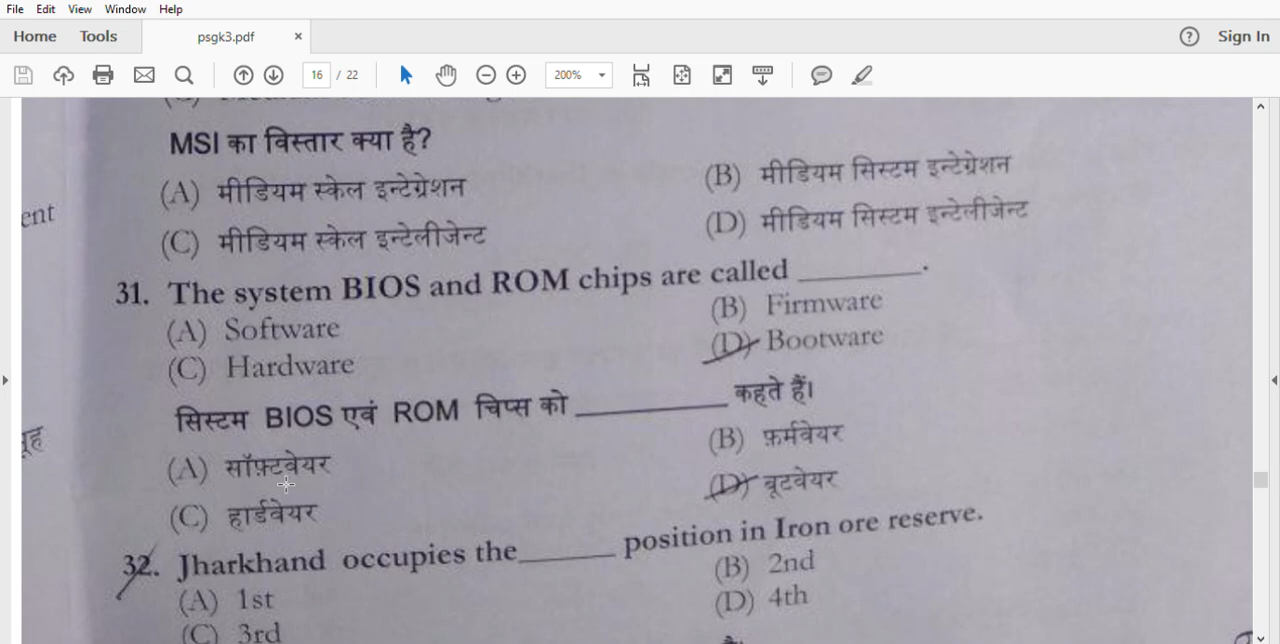 File Edit View Window Help
Home Tools psgk3.pdf × ? Sign In
16 / 22 200%
MSI का विस्तार क्या है?
(A) मीडियम स्केल इन्टेग्रेशन (B) मीडियम सिस्टम इन्टेग्रेशन
ent
(C) मीडियम स्केल इन्टेलीजेन्ट (D) मीडियम सिस्टम इन्टेलीजेन्ट
31. The system BIOS and ROM chips are called ________.
(A) Software (B) Firmware
(C) Hardware (D) Bootware
सिस्टम BIOS एवं ROM चिप्स को ________ कहते हैं।
(A) सॉफ़्टवेयर (B) फ़र्मवेयर
(C) हार्डवेयर (D) बूटवेयर
32. Jharkhand occupies the ______ position in Iron ore reserve.
(A) 1st (B) 2nd
(C) 3rd (D) 4th